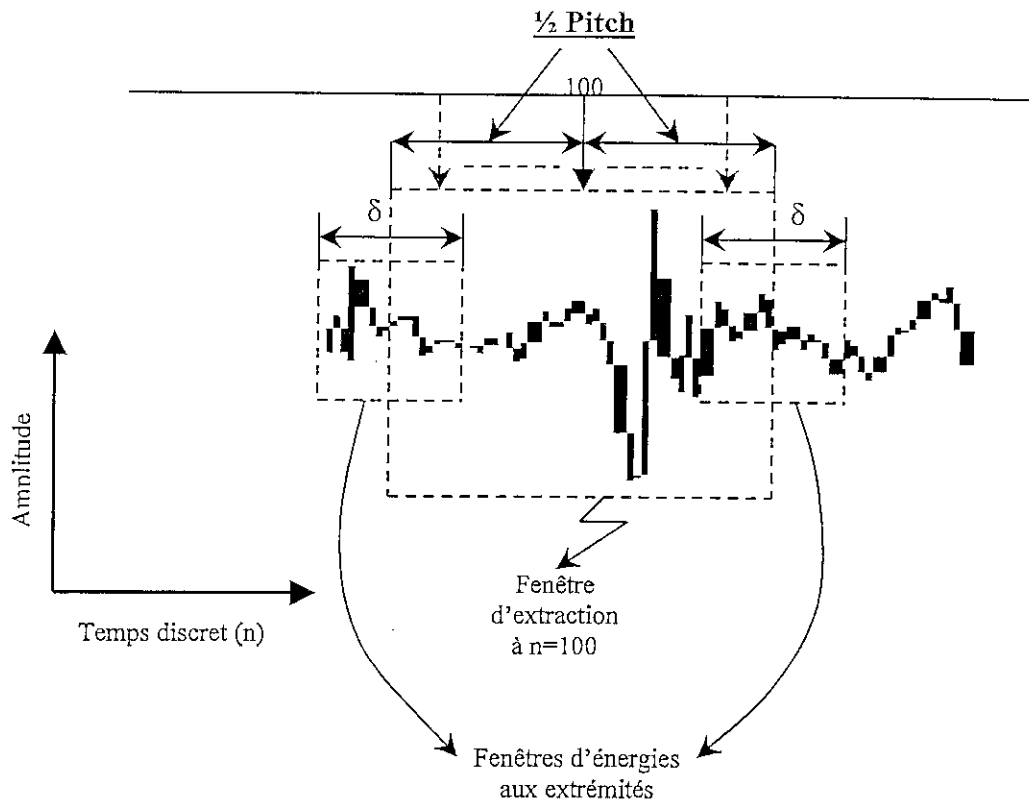 ½ Pitch
100
δ
δ
Amplitude
Temps discret (n)
Fenêtre
d'extraction
à n=100
Fenêtres d'énergies
aux extrémités